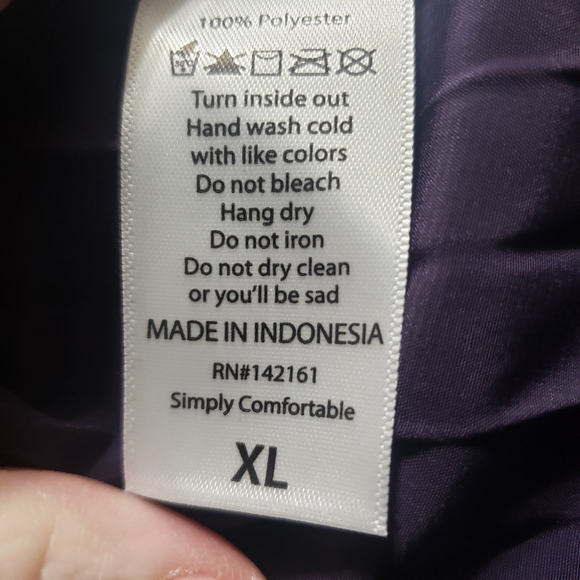 100% Polyester
Turn inside out
Hand wash cold
with like colors
Do not bleach
Hang dry
Do not iron
Do not dry clean
or you'll be sad
MADE IN INDONESIA
RN#142161
Simply Comfortable
XL